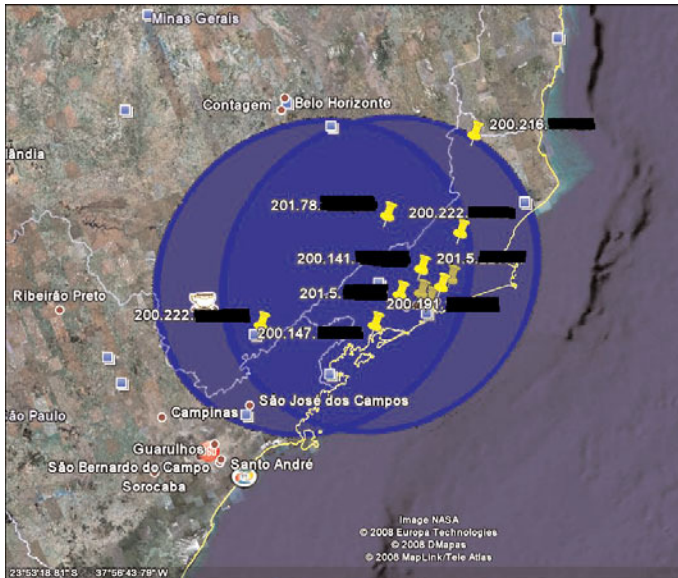 Minas Gerais
Contagem
Belo Horizonte
200.216.
lândia
201.78.
200.222.
200.141.
201.5.
201.5.
200.191.
Ribeirão Preto
200.222.
200.147.
São José dos Campos
ão Paulo
Campinas
Guarulhos
São Bernardo do Campo
Santo André
Sorocaba
Image NASA
© 2008 Europa Technologies
© 2008 DMapas
© 2008 MapLink/Tele Atlas
23°53'18.81" S 37°56'43.79" W